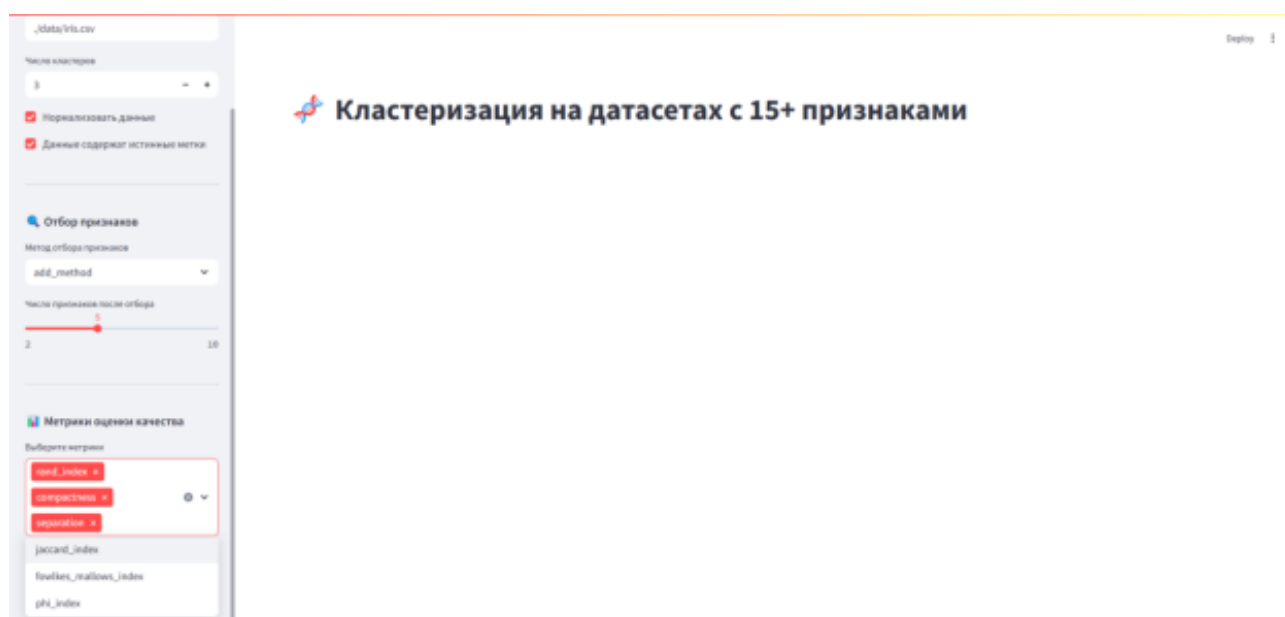 ./data/iris.csv
Deploy
Число кластеров
3
Кластеризация на датасетах с 15+ признаками
Нормализовать данные
Данные содержат истинные метки
Отбор признаков
Метод отбора признаков
add_method
Число признаков после отбора
5
2 10
Метрики оценки качества
Выберите метрики
rand_index ×
compactness ×
separation ×
jaccard_index
fowlkes_mallows_index
phi_index